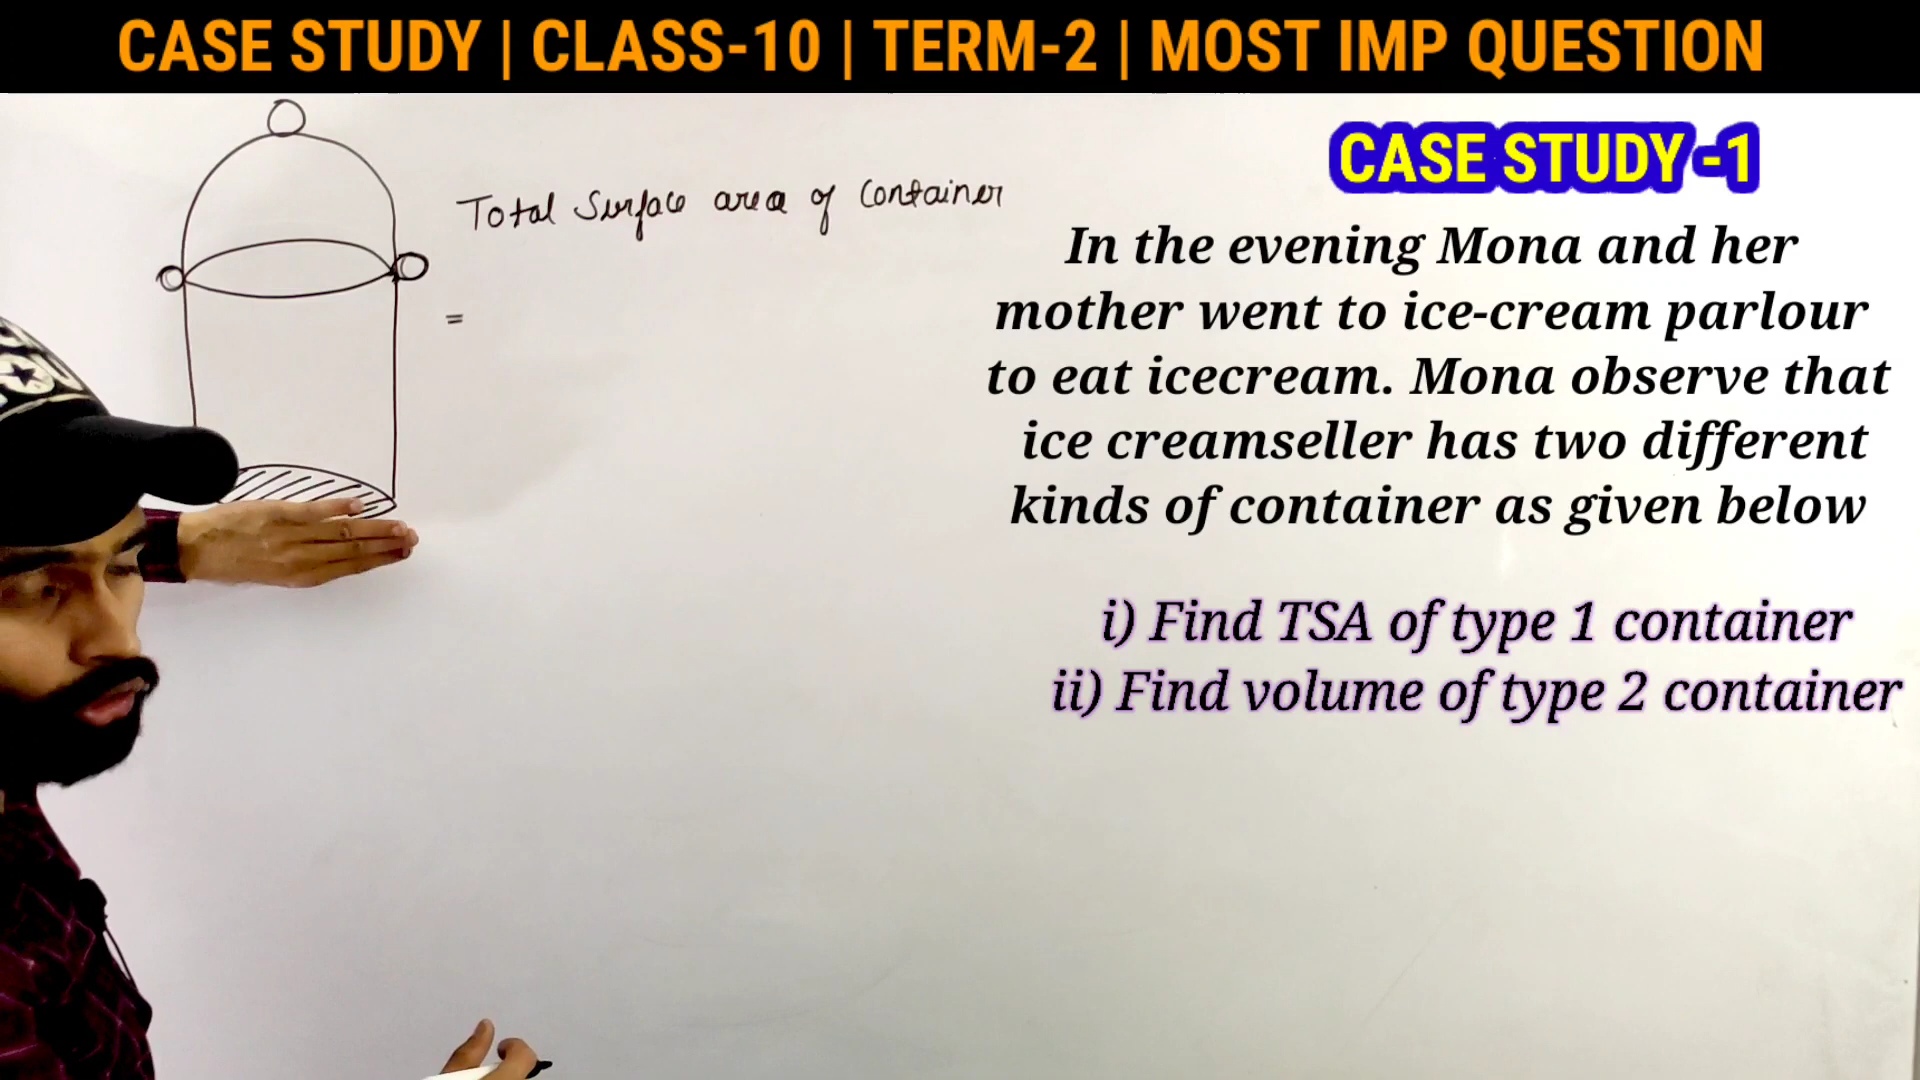 CASE STUDY | CLASS-10 | TERM-2 | MOST IMP QUESTION
CASE STUDY -1
Total Surface area of Container
=
In the evening Mona and her
mother went to ice-cream parlour
to eat icecream. Mona observe that
ice creamseller has two different
kinds of container as given below
i) Find TSA of type 1 container
ii) Find volume of type 2 container